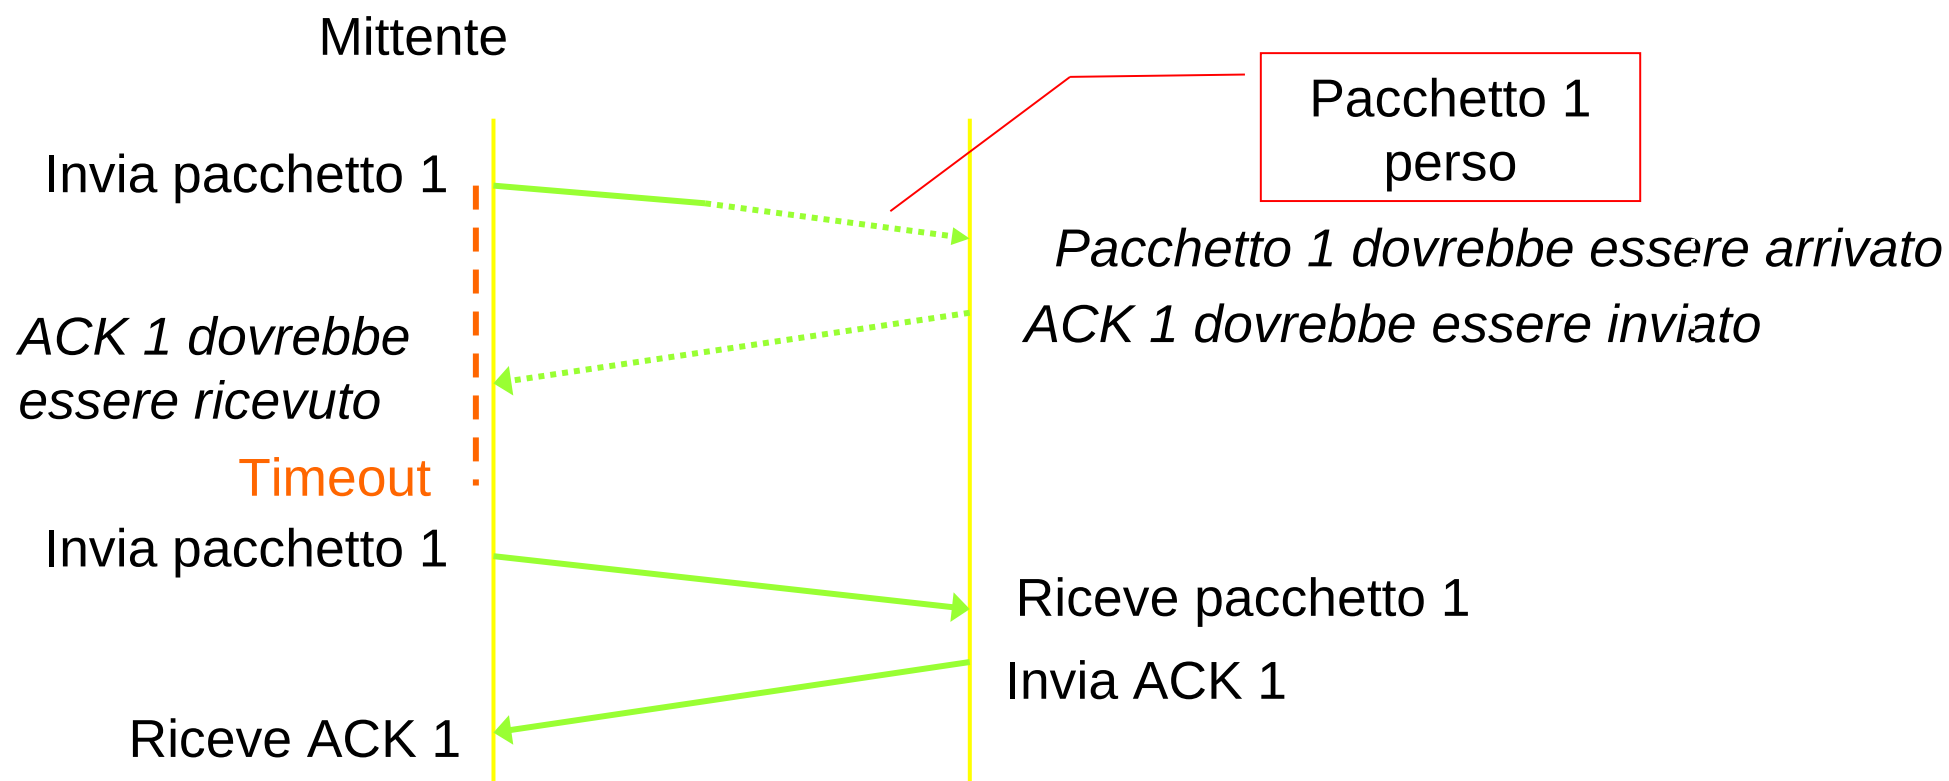 Mittente
Pacchetto 1
perso
Invia pacchetto 1
Pacchetto 1 dovrebbe essere arrivato
ACK 1 dovrebbe essere inviato
ACK 1 dovrebbe
essere ricevuto
Timeout
Invia pacchetto 1
Riceve pacchetto 1
Invia ACK 1
Riceve ACK 1